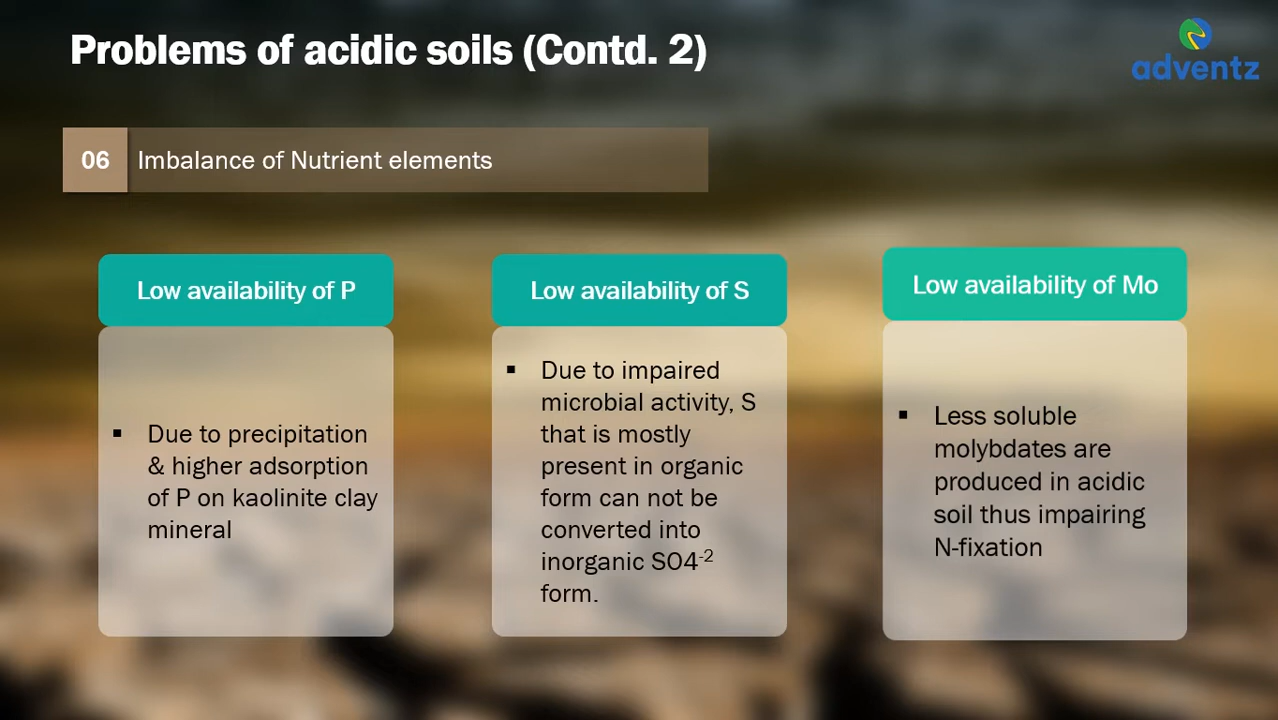 Problems of acidic soils (Contd. 2)
adventz
06 Imbalance of Nutrient elements
Low availability of P
▪ Due to precipitation
& higher adsorption
of P on kaolinite clay
mineral
Low availability of S
▪ Due to impaired
microbial activity, S
that is mostly
present in organic
form can not be
converted into
inorganic SO4⁻²
form.
Low availability of Mo
▪ Less soluble
molybdates are
produced in acidic
soil thus impairing
N-fixation